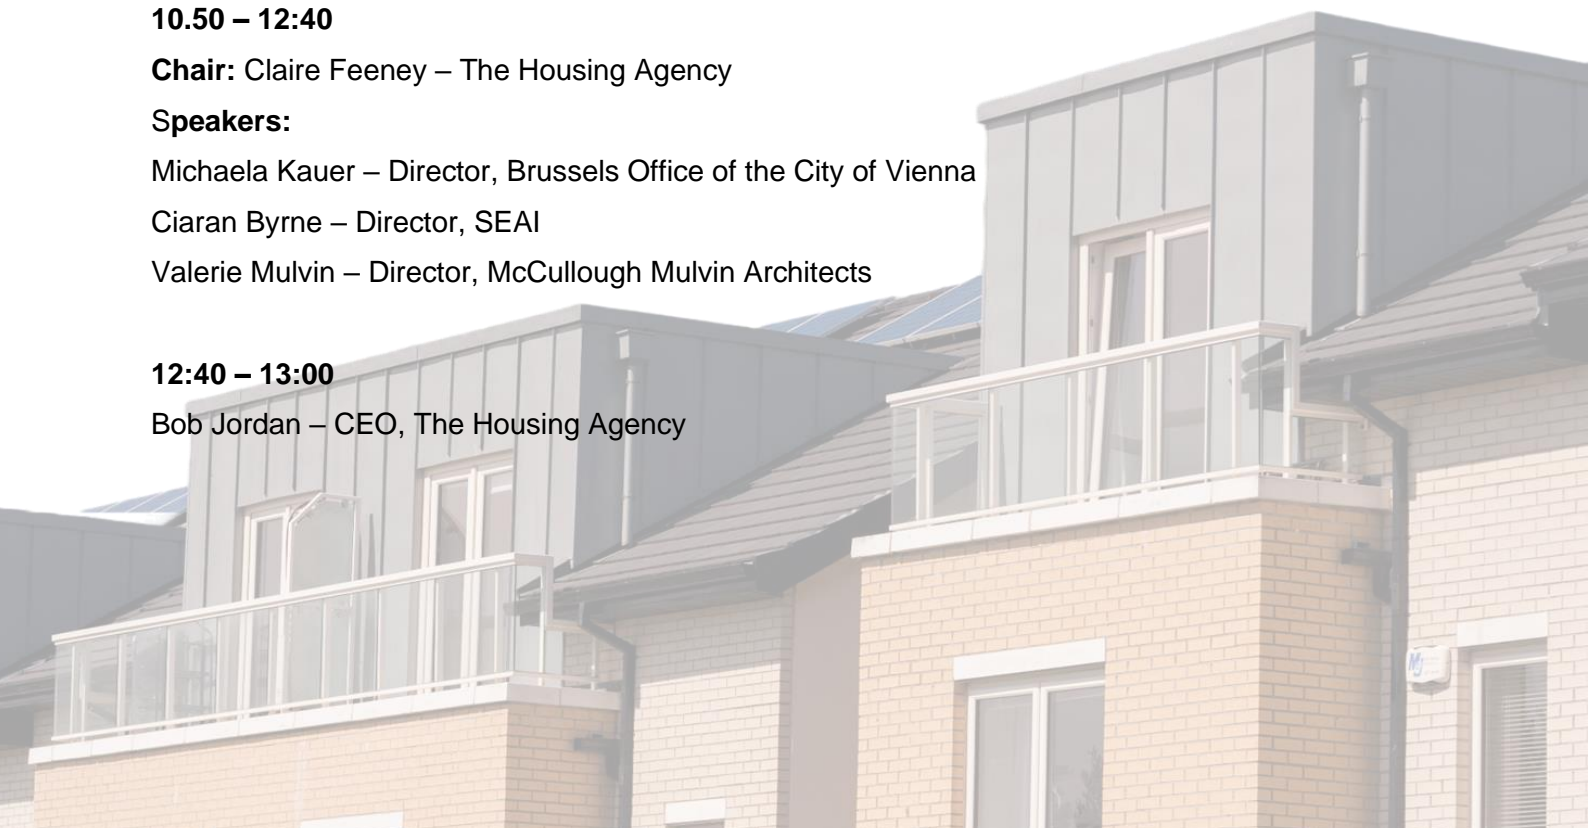 10.50 – 12:40
Chair: Claire Feeney – The Housing Agency
Speakers:
Michaela Kauer – Director, Brussels Office of the City of Vienna
Ciaran Byrne – Director, SEAI
Valerie Mulvin – Director, McCullough Mulvin Architects
12:40 – 13:00
Bob Jordan – CEO, The Housing Agency